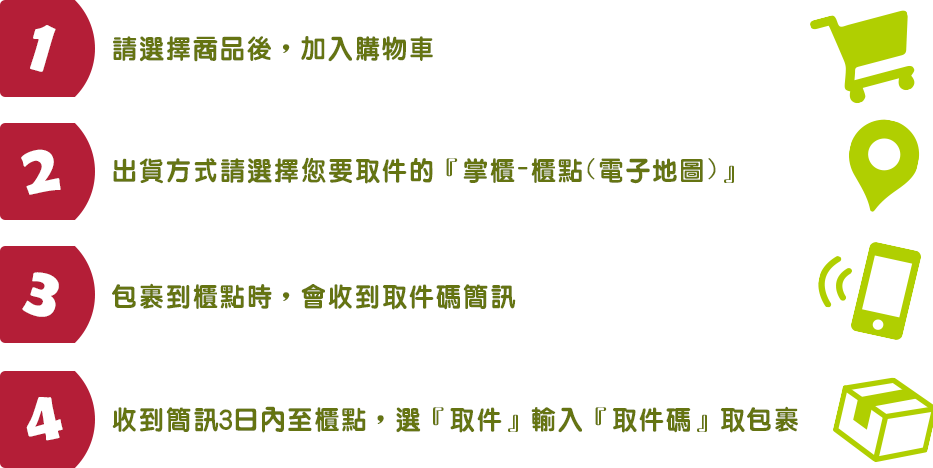 1
請選擇商品後，加入購物車
2
出貨方式請選擇您要取件的『掌櫃-櫃點(電子地圖)』
3
包裹到櫃點時，會收到取件碼簡訊
4
收到簡訊3日內至櫃點，選『取件』輸入『取件碼』取包裹